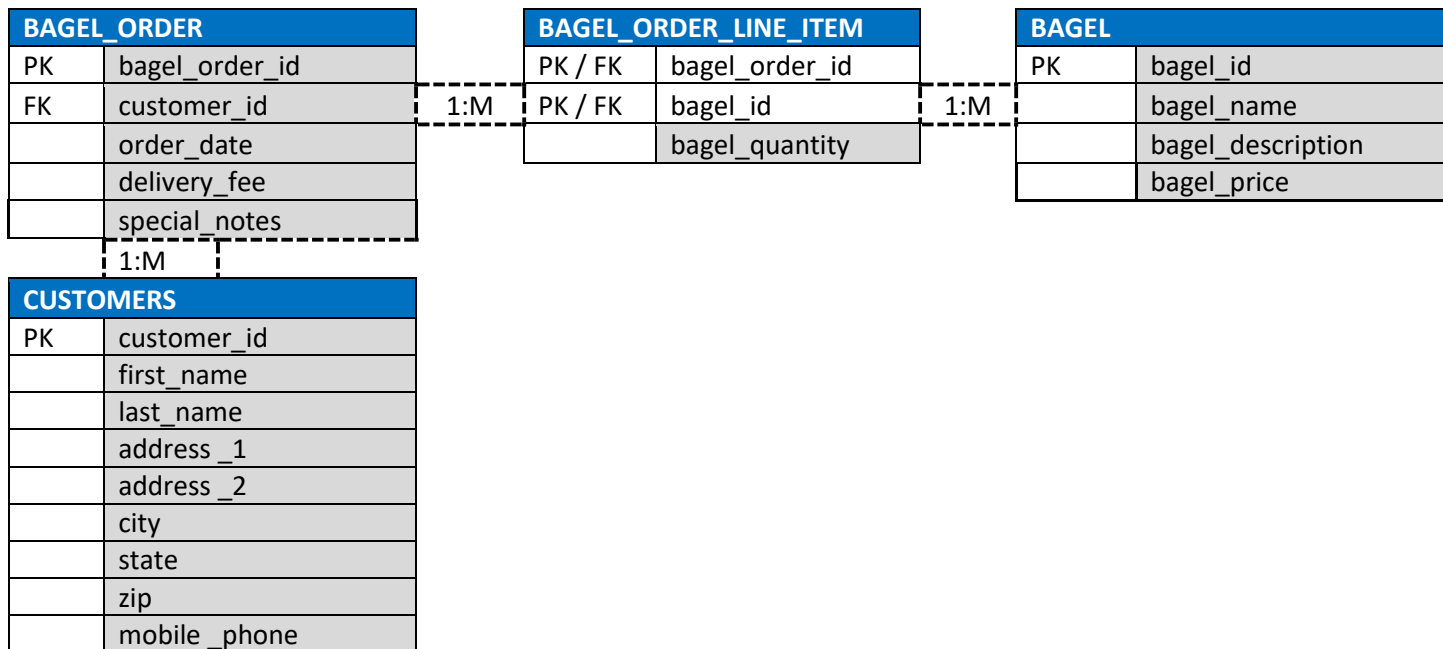 BAGEL_ORDER
PK bagel_order_id
FK customer_id
order_date
delivery_fee
special_notes
1:M
BAGEL_ORDER_LINE_ITEM
PK / FK bagel_order_id
PK / FK bagel_id
bagel_quantity
1:M
BAGEL
PK bagel_id
bagel_name
bagel_description
bagel_price
1:M
CUSTOMERS
PK customer_id
first_name
last_name
address _1
address _2
city
state
zip
mobile _phone